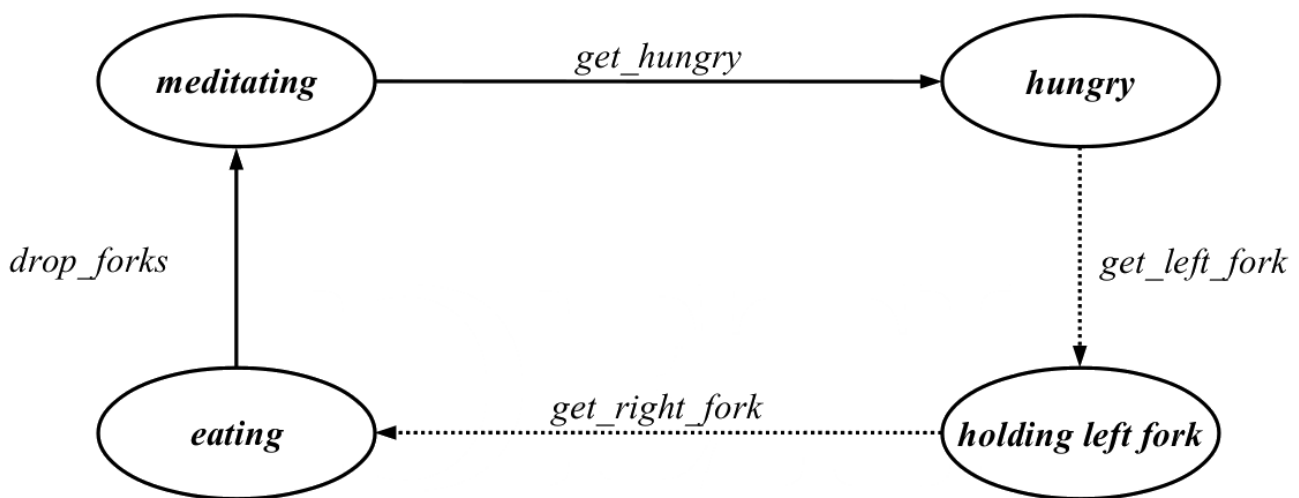 get_hungry
meditating
hungry
drop_forks
get_left_fork
get_right_fork
eating
holding left fork